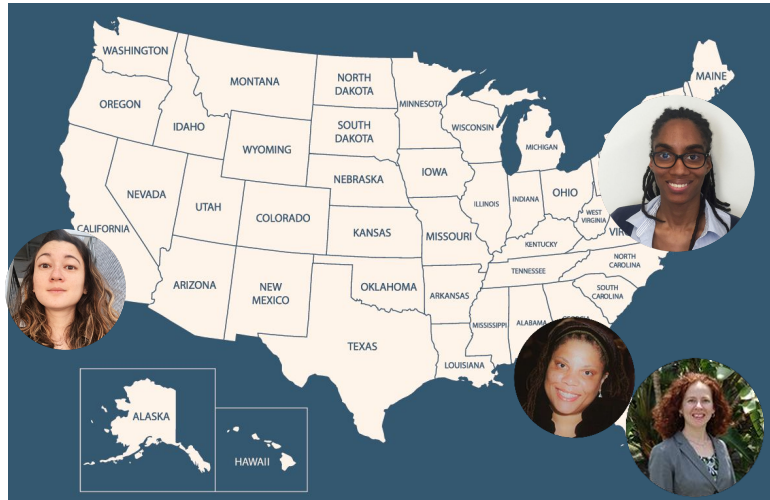 WASHINGTON
MONTANA
NORTH
DAKOTA
MINNESOTA
MAINE
OREGON
IDAHO
SOUTH
DAKOTA
WISCONSIN
MICHIGAN
WYOMING
IOWA
NEBRASKA
NEVADA
UTAH
COLORADO
ILLINOIS
INDIANA
OHIO
WEST
VIRGINIA
CALIFORNIA
KANSAS
MISSOURI
KENTUCKY
ARIZONA
NEW
MEXICO
OKLAHOMA
ARKANSAS
TENNESSEE
NORTH
CAROLINA
SOUTH
CAROLINA
TEXAS
MISSISSIPPI
ALABAMA
LOUISIANA
ALASKA
HAWAII